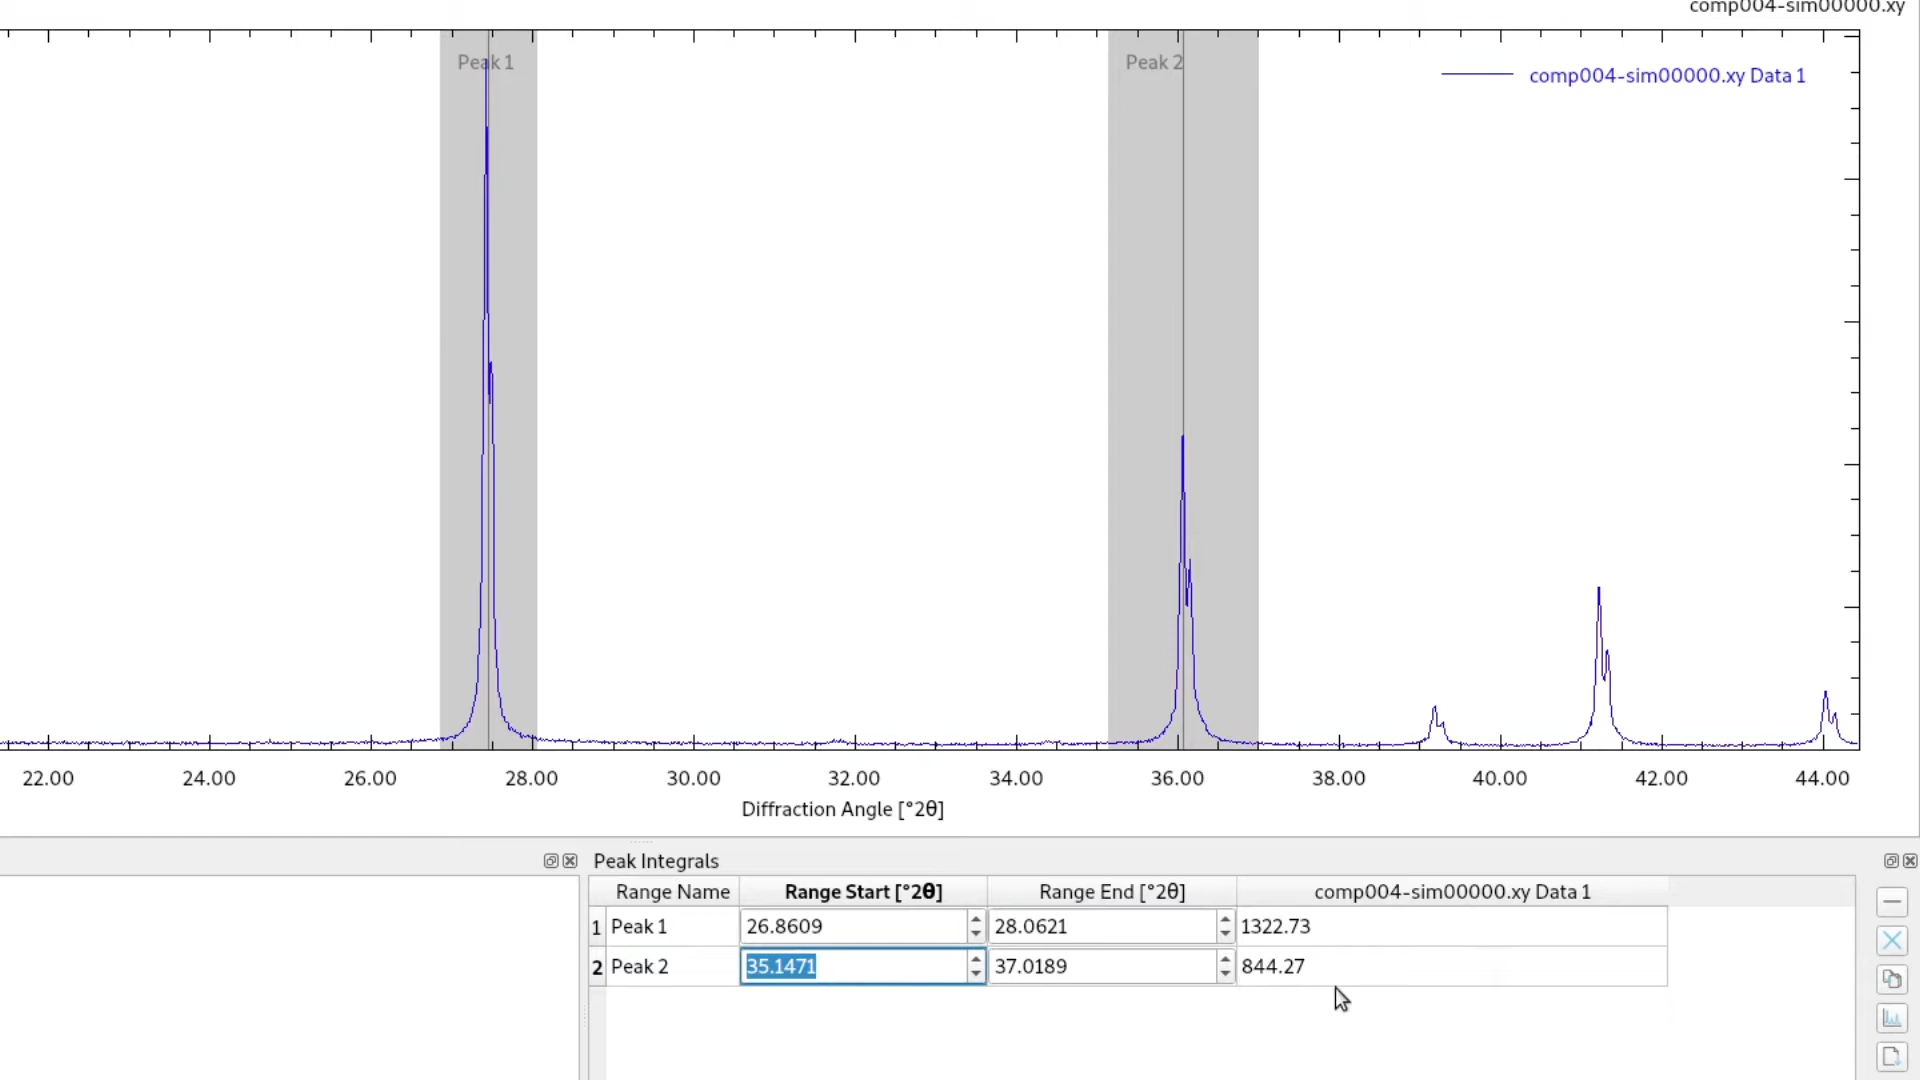 comp004-sim00000.xy
Peak 1
Peak 2
comp004-sim00000.xy Data 1
22.00 24.00 26.00 28.00 30.00 32.00 34.00 36.00 38.00 40.00 42.00 44.00
Diffraction Angle [°2θ]
Peak Integrals
Range Name Range Start [°2θ] Range End [°2θ] comp004-sim00000.xy Data 1
1 Peak 1 26.8609 28.0621 1322.73
2 Peak 2 35.1471 37.0189 844.27